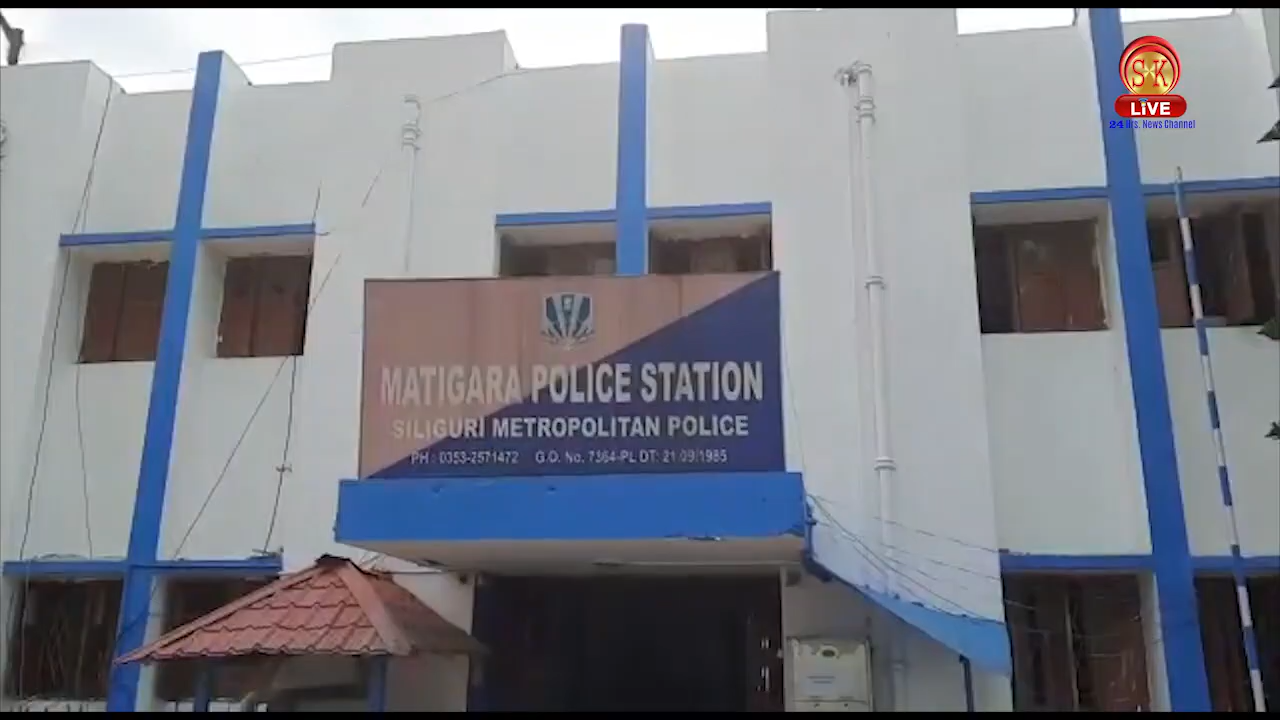 S K
LiVE
24 Hrs. News Channel
MATIGARA POLICE STATION
SILIGURI METROPOLITAN POLICE
PH : 0353-2571472 G.O. No. 7364-PL DT: 21/09/1985